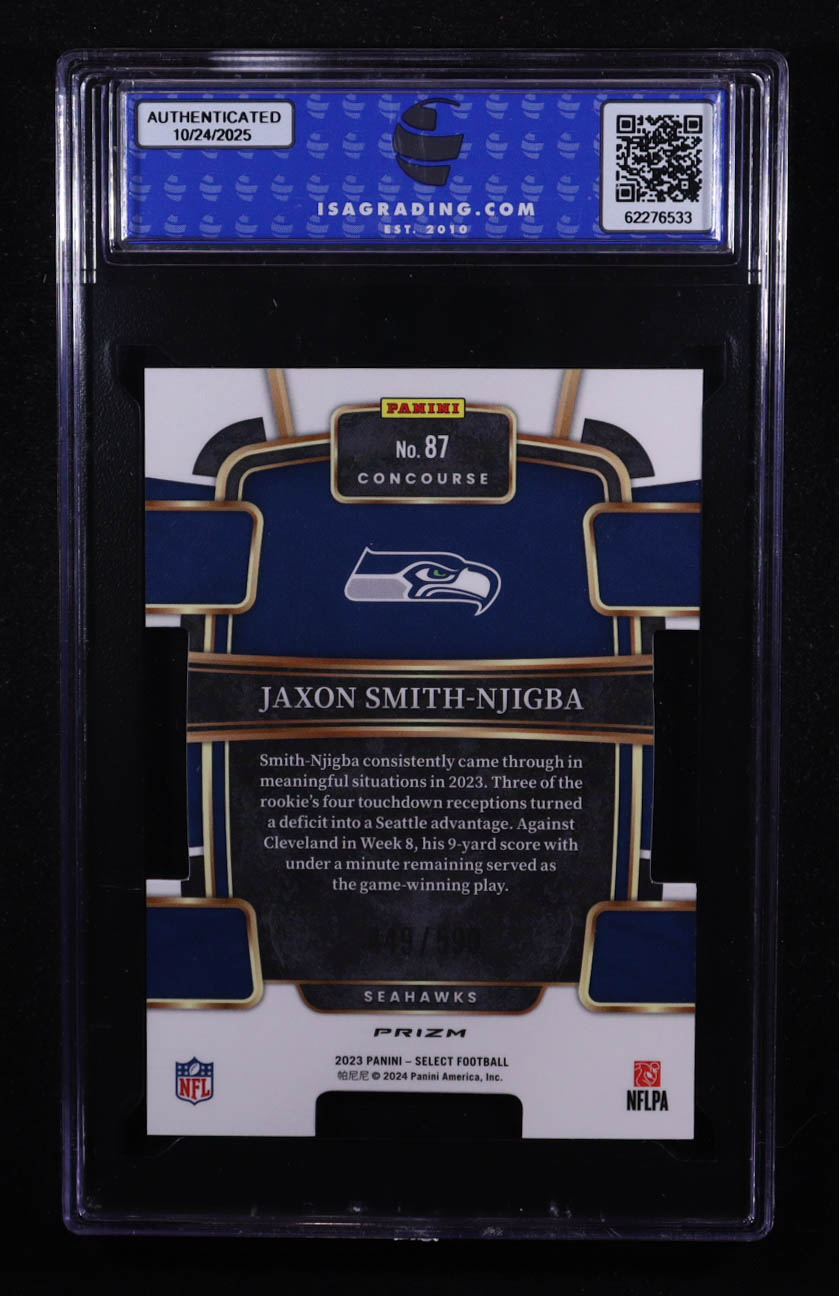 AUTHENTICATED
10/24/2025
ISAGRADING.COM
EST. 2010
62276533
PANINI
No. 87
CONCOURSE
JAXON SMITH-NJIGBA
Smith-Njigba consistently came through in
meaningful situations in 2023. Three of the
rookie's four touchdown receptions turned
a deficit into a Seattle advantage. Against
Cleveland in Week 8, his 9-yard score with
under a minute remaining served as
the game-winning play.
SEAHAWKS
PRIZM
2023 PANINI – SELECT FOOTBALL
帕尼尼 © 2024 Panini America, Inc.
NFL
NFLPA